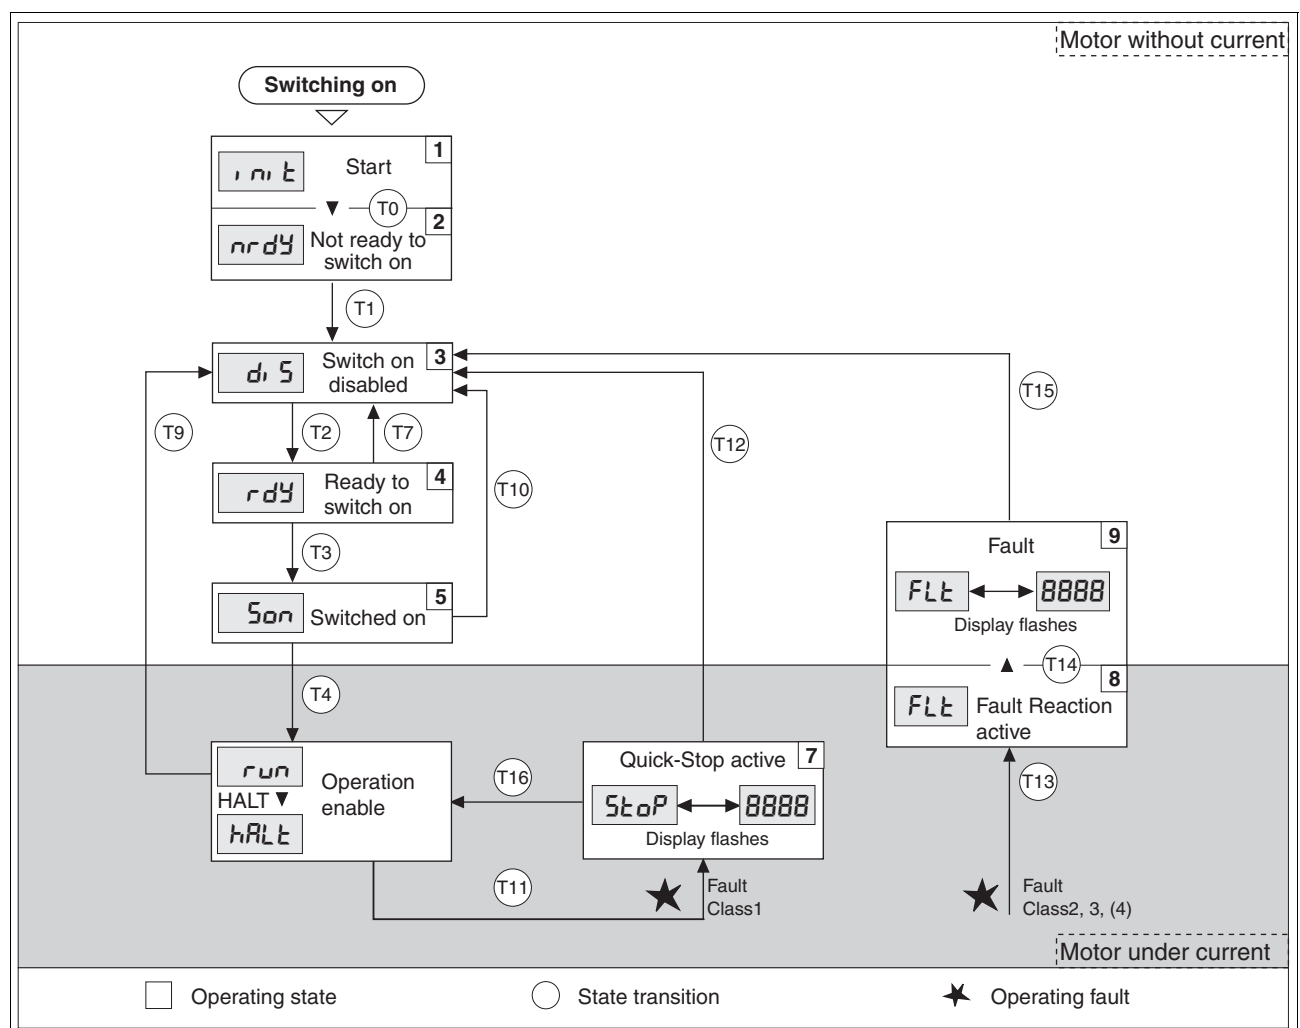 Motor without current
Switching on
1
init
Start
T0
2
nrdy
Not ready to
switch on
T1
3
diS
Switch on
disabled
T9
T2
T7
T12
T15
4
rdy
Ready to
switch on
T10
T3
5
Son
Switched on
9
Fault
FLt
8888
Display flashes
T14
8
FLt
Fault Reaction
active
T4
run
HALT
hALt
Operation
enable
T16
Quick-Stop active
7
StoP
8888
Display flashes
T13
T11
Fault
Class1
Fault
Class2, 3, (4)
Motor under current
Operating state
State transition
Operating fault